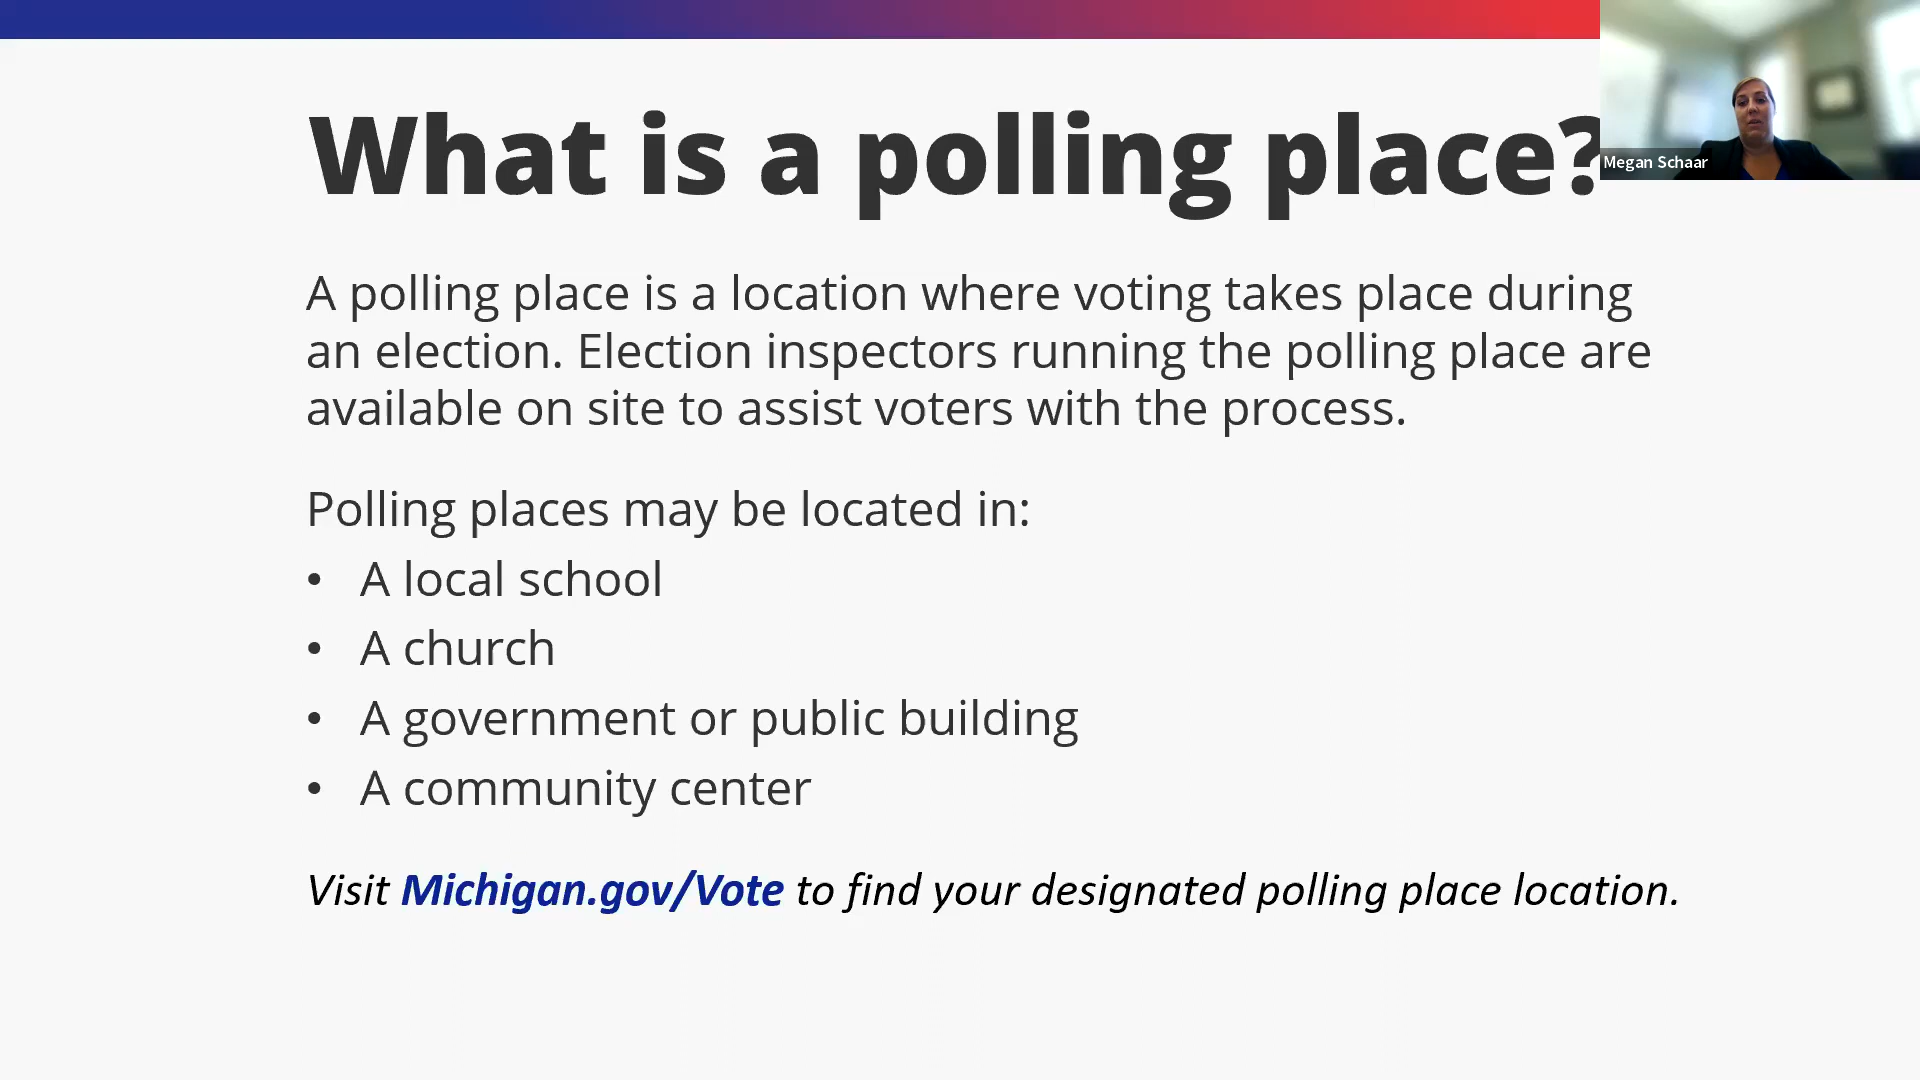 What is a polling place?
Megan Schaar
A polling place is a location where voting takes place during
an election. Election inspectors running the polling place are
available on site to assist voters with the process.
Polling places may be located in:
• A local school
• A church
• A government or public building
• A community center
Visit Michigan.gov/Vote to find your designated polling place location.